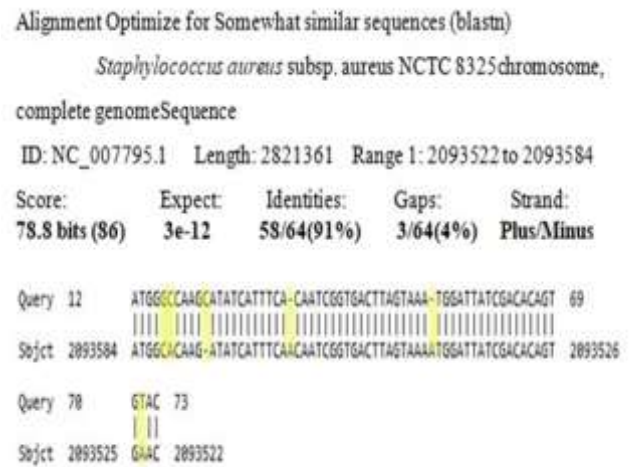 Alignment Optimize for Somewhat similar sequences (blastn)
Staphylococcus aureus subsp. aureus NCTC 8325chromosome,
complete genomeSequence
ID: NC_007795.1 Length: 2821361 Range 1: 2093522 to 2093584
Score: Expect: Identities: Gaps: Strand:
78.8 bits (86) 3e-12 58/64(91%) 3/64(4%) Plus/Minus
Query 12 ATGGGCCAAGCATATCATTTCA-CAATCGGTGACTTAGTAAA-TGGATTATCGACACAGT 69
Sbjct 2093584 ATGGCACAAG-ATATCATTTCAACAATCGGTGACTTAGTAAAATGGATTATCGACACAGT 2093526
Query 70 GTAC 73
Sbjct 2093525 GAAC 2093522